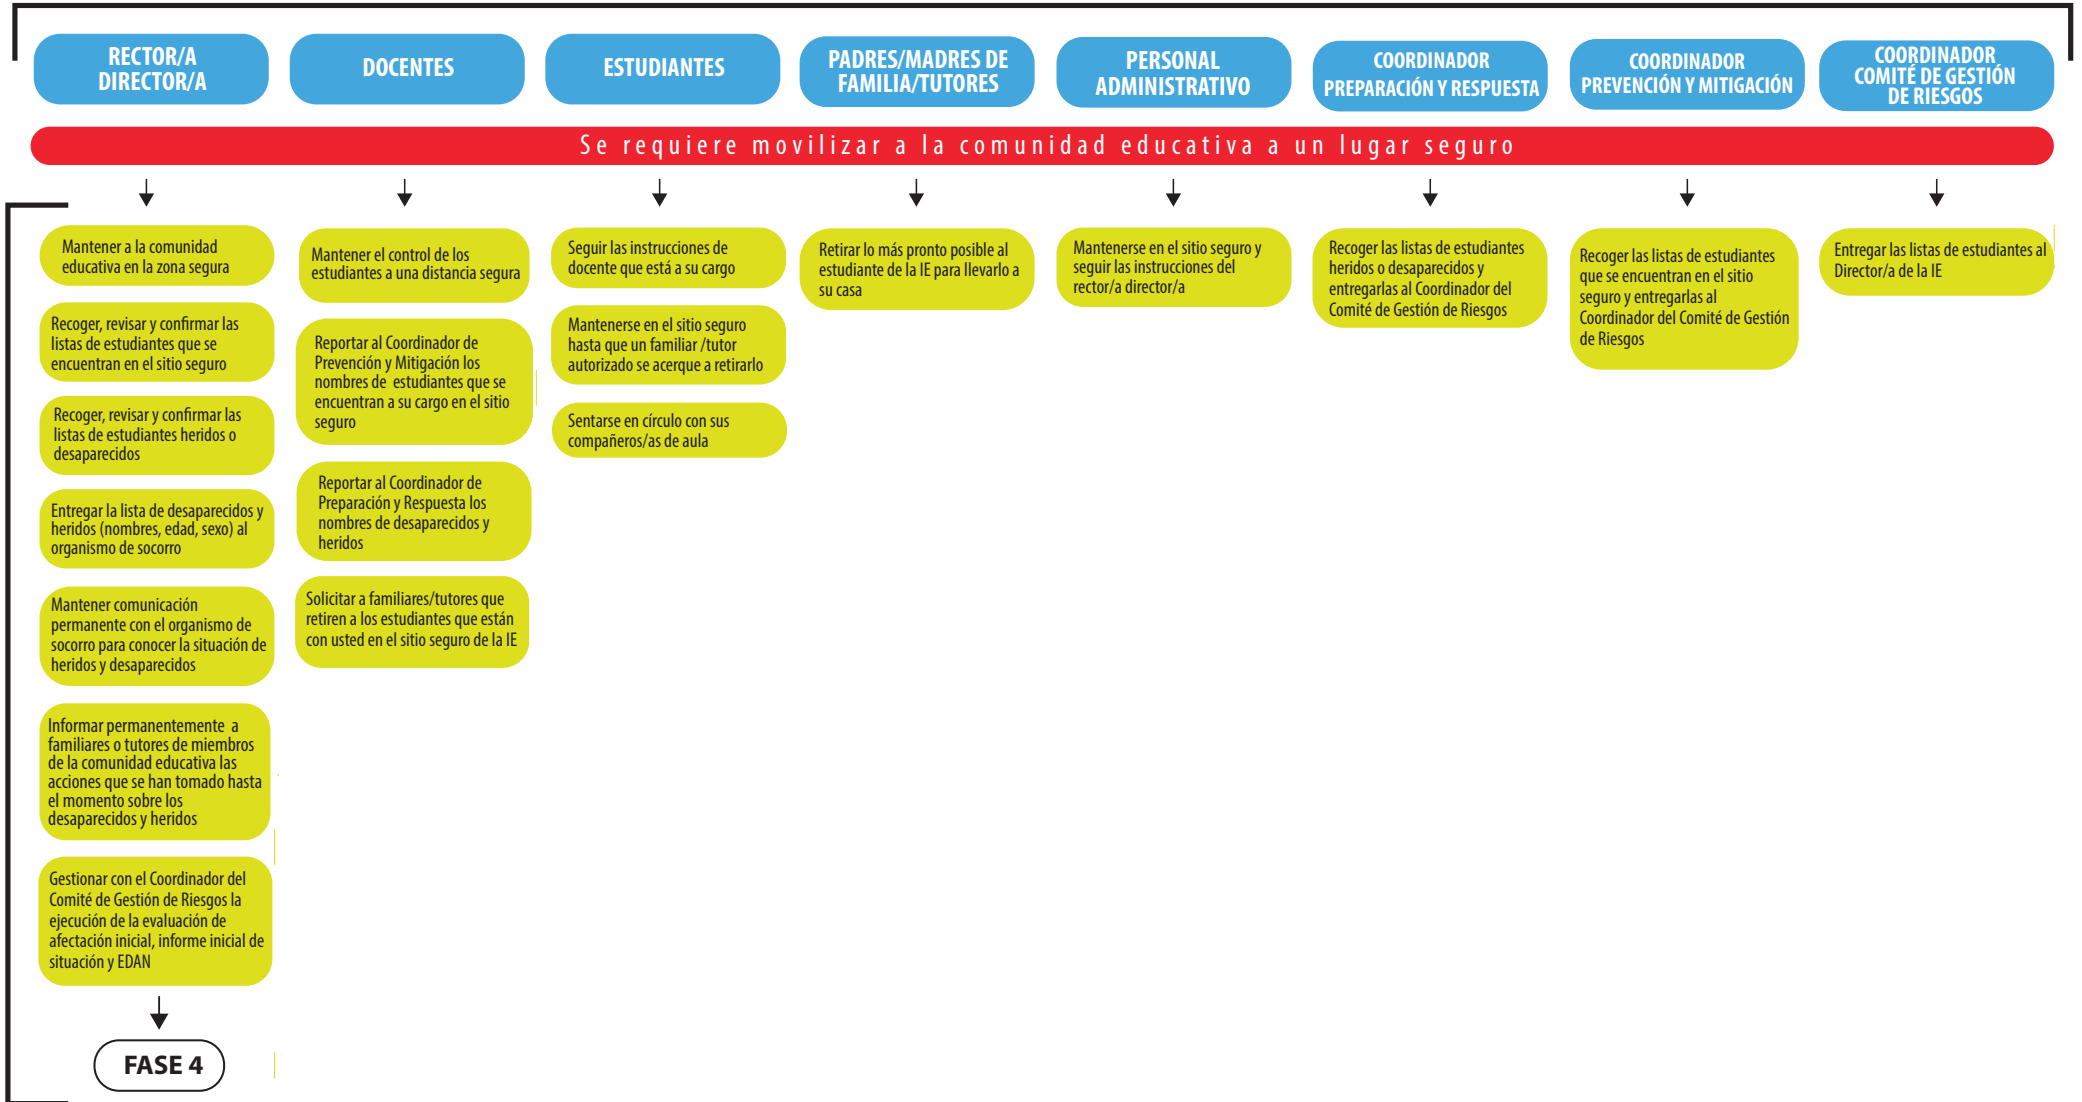 RECTOR/A
DIRECTOR/A
DOCENTES
ESTUDIANTES
PADRES/MADRES DE
FAMILIA/TUTORES
PERSONAL
ADMINISTRATIVO
COORDINADOR
PREPARACIÓN Y RESPUESTA
COORDINADOR
PREVENCIÓN Y MITIGACIÓN
COORDINADOR
COMITÉ DE GESTIÓN
DE RIESGOS
Se requiere movilizar a la comunidad educativa a un lugar seguro
Mantener a la comunidad
educativa en la zona segura
Recoger, revisar y confirmar las
listas de estudiantes que se
encuentran en el sitio seguro
Recoger, revisar y confirmar las
listas de estudiantes heridos o
desaparecidos
Entregar la lista de desaparecidos y
heridos (nombres, edad, sexo) al
organismo de socorro
Mantener comunicación
permanente con el organismo de
socorro para conocer la situación de
heridos y desaparecidos
Informar permanentemente a
familiares o tutores de miembros
de la comunidad educativa las
acciones que se han tomado hasta
el momento sobre los
desaparecidos y heridos
Gestionar con el Coordinador del
Comité de Gestión de Riesgos la
ejecución de la evaluación de
afectación inicial, informe inicial de
situación y EDAN
FASE 4
Mantener el control de los
estudiantes a una distancia segura
Reportar al Coordinador de
Prevención y Mitigación los
nombres de estudiantes que se
encuentran a su cargo en el sitio
seguro
Reportar al Coordinador de
Preparación y Respuesta los
nombres de desaparecidos y
heridos
Solicitar a familiares/tutores que
retiren a los estudiantes que están
con usted en el sitio seguro de la IE
Seguir las instrucciones de
docente que está a su cargo
Mantenerse en el sitio seguro
hasta que un familiar /tutor
autorizado se acerque a retirarlo
Sentarse en círculo con sus
compañeros/as de aula
Retirar lo más pronto posible al
estudiante de la IE para llevarlo a
su casa
Mantenerse en el sitio seguro y
seguir las instrucciones del
rector/a director/a
Recoger las listas de estudiantes
heridos o desaparecidos y
entregarlas al Coordinador del
Comité de Gestión de Riesgos
Recoger las listas de estudiantes
que se encuentran en el sitio
seguro y entregarlas al
Coordinador del Comité de Gestión
de Riesgos
Entregar las listas de estudiantes al
Director/a de la IE